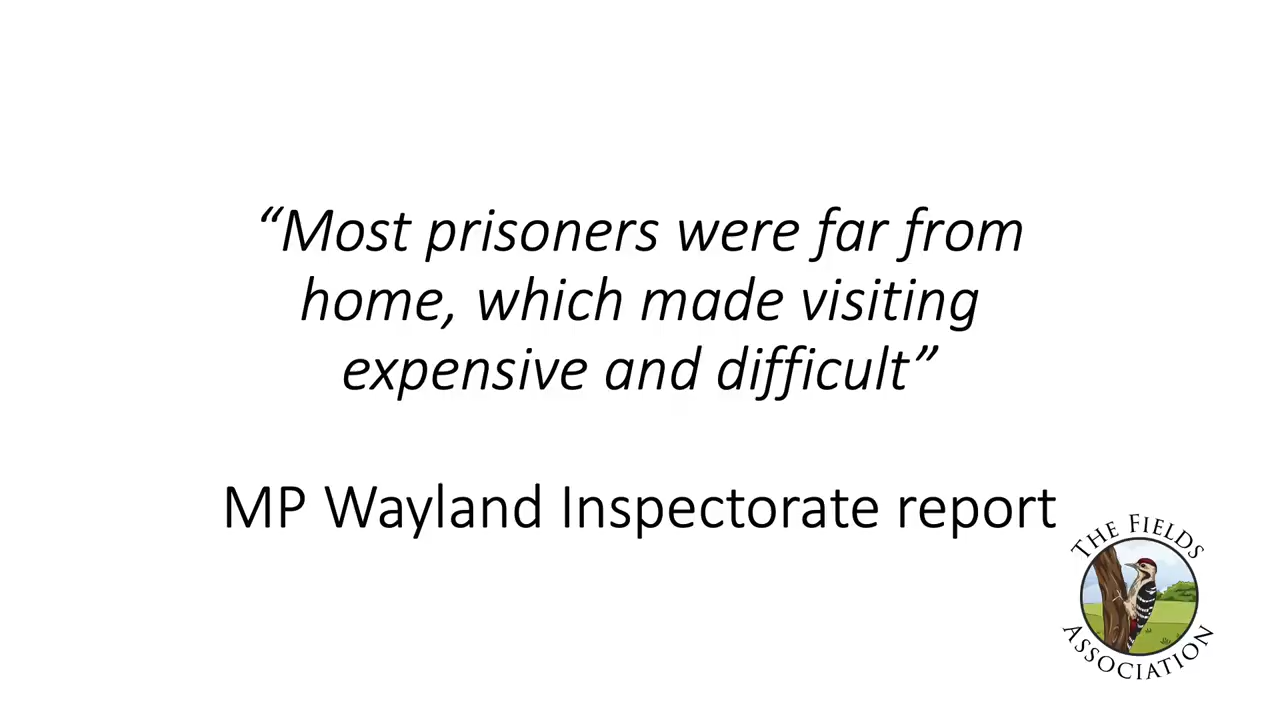 “Most prisoners were far from
home, which made visiting
expensive and difficult”
MP Wayland Inspectorate report
THE FIELDS
ASSOCIATION